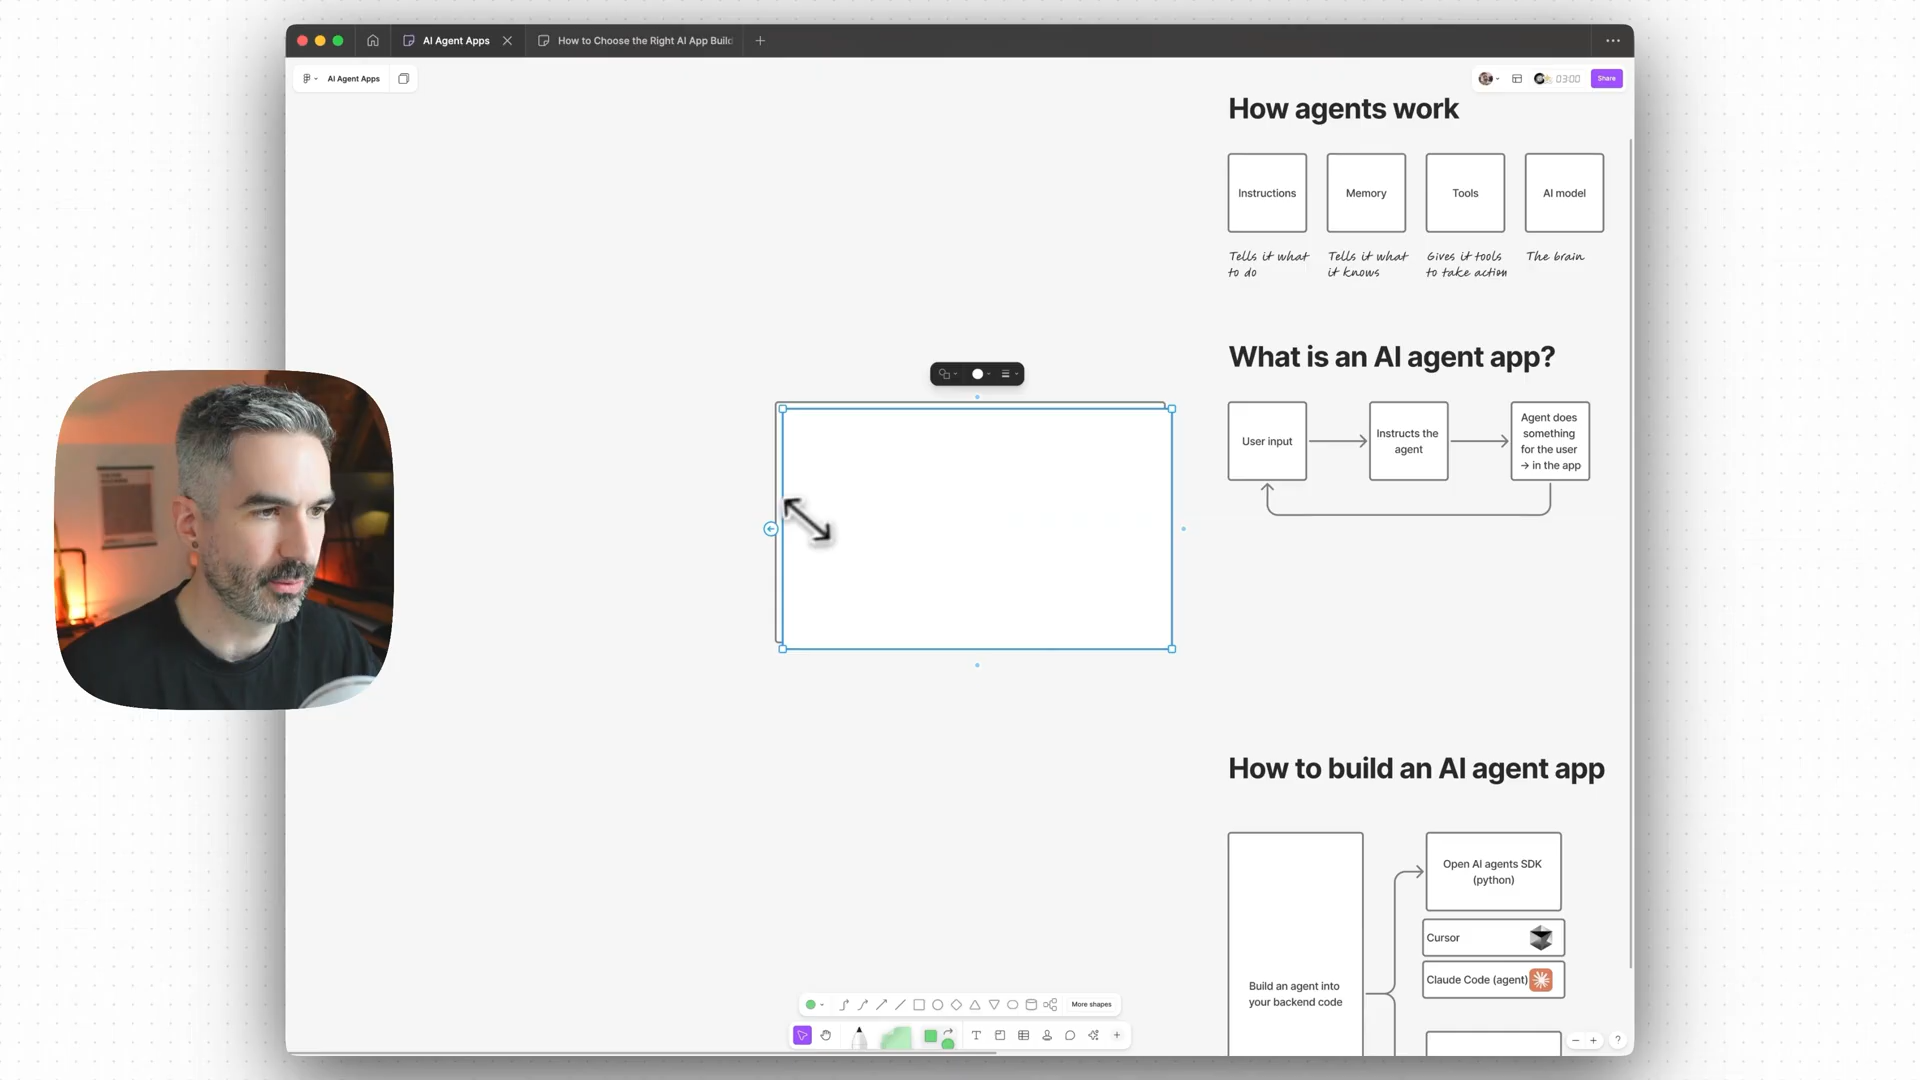 AI Agent Apps
How to Choose the Right AI App Build
AI Agent Apps
03:00
Share
How agents work
Instructions
Memory
Tools
AI model
Tells it what
to do
Tells it what
it knows
Gives it tools
to take action
The brain
What is an AI agent app?
User input
Instructs the
agent
Agent does
something
for the user
→ in the app
How to build an AI agent app
Build an agent into
your backend code
Open AI agents SDK
(python)
Cursor
Claude Code (agent)
More shapes